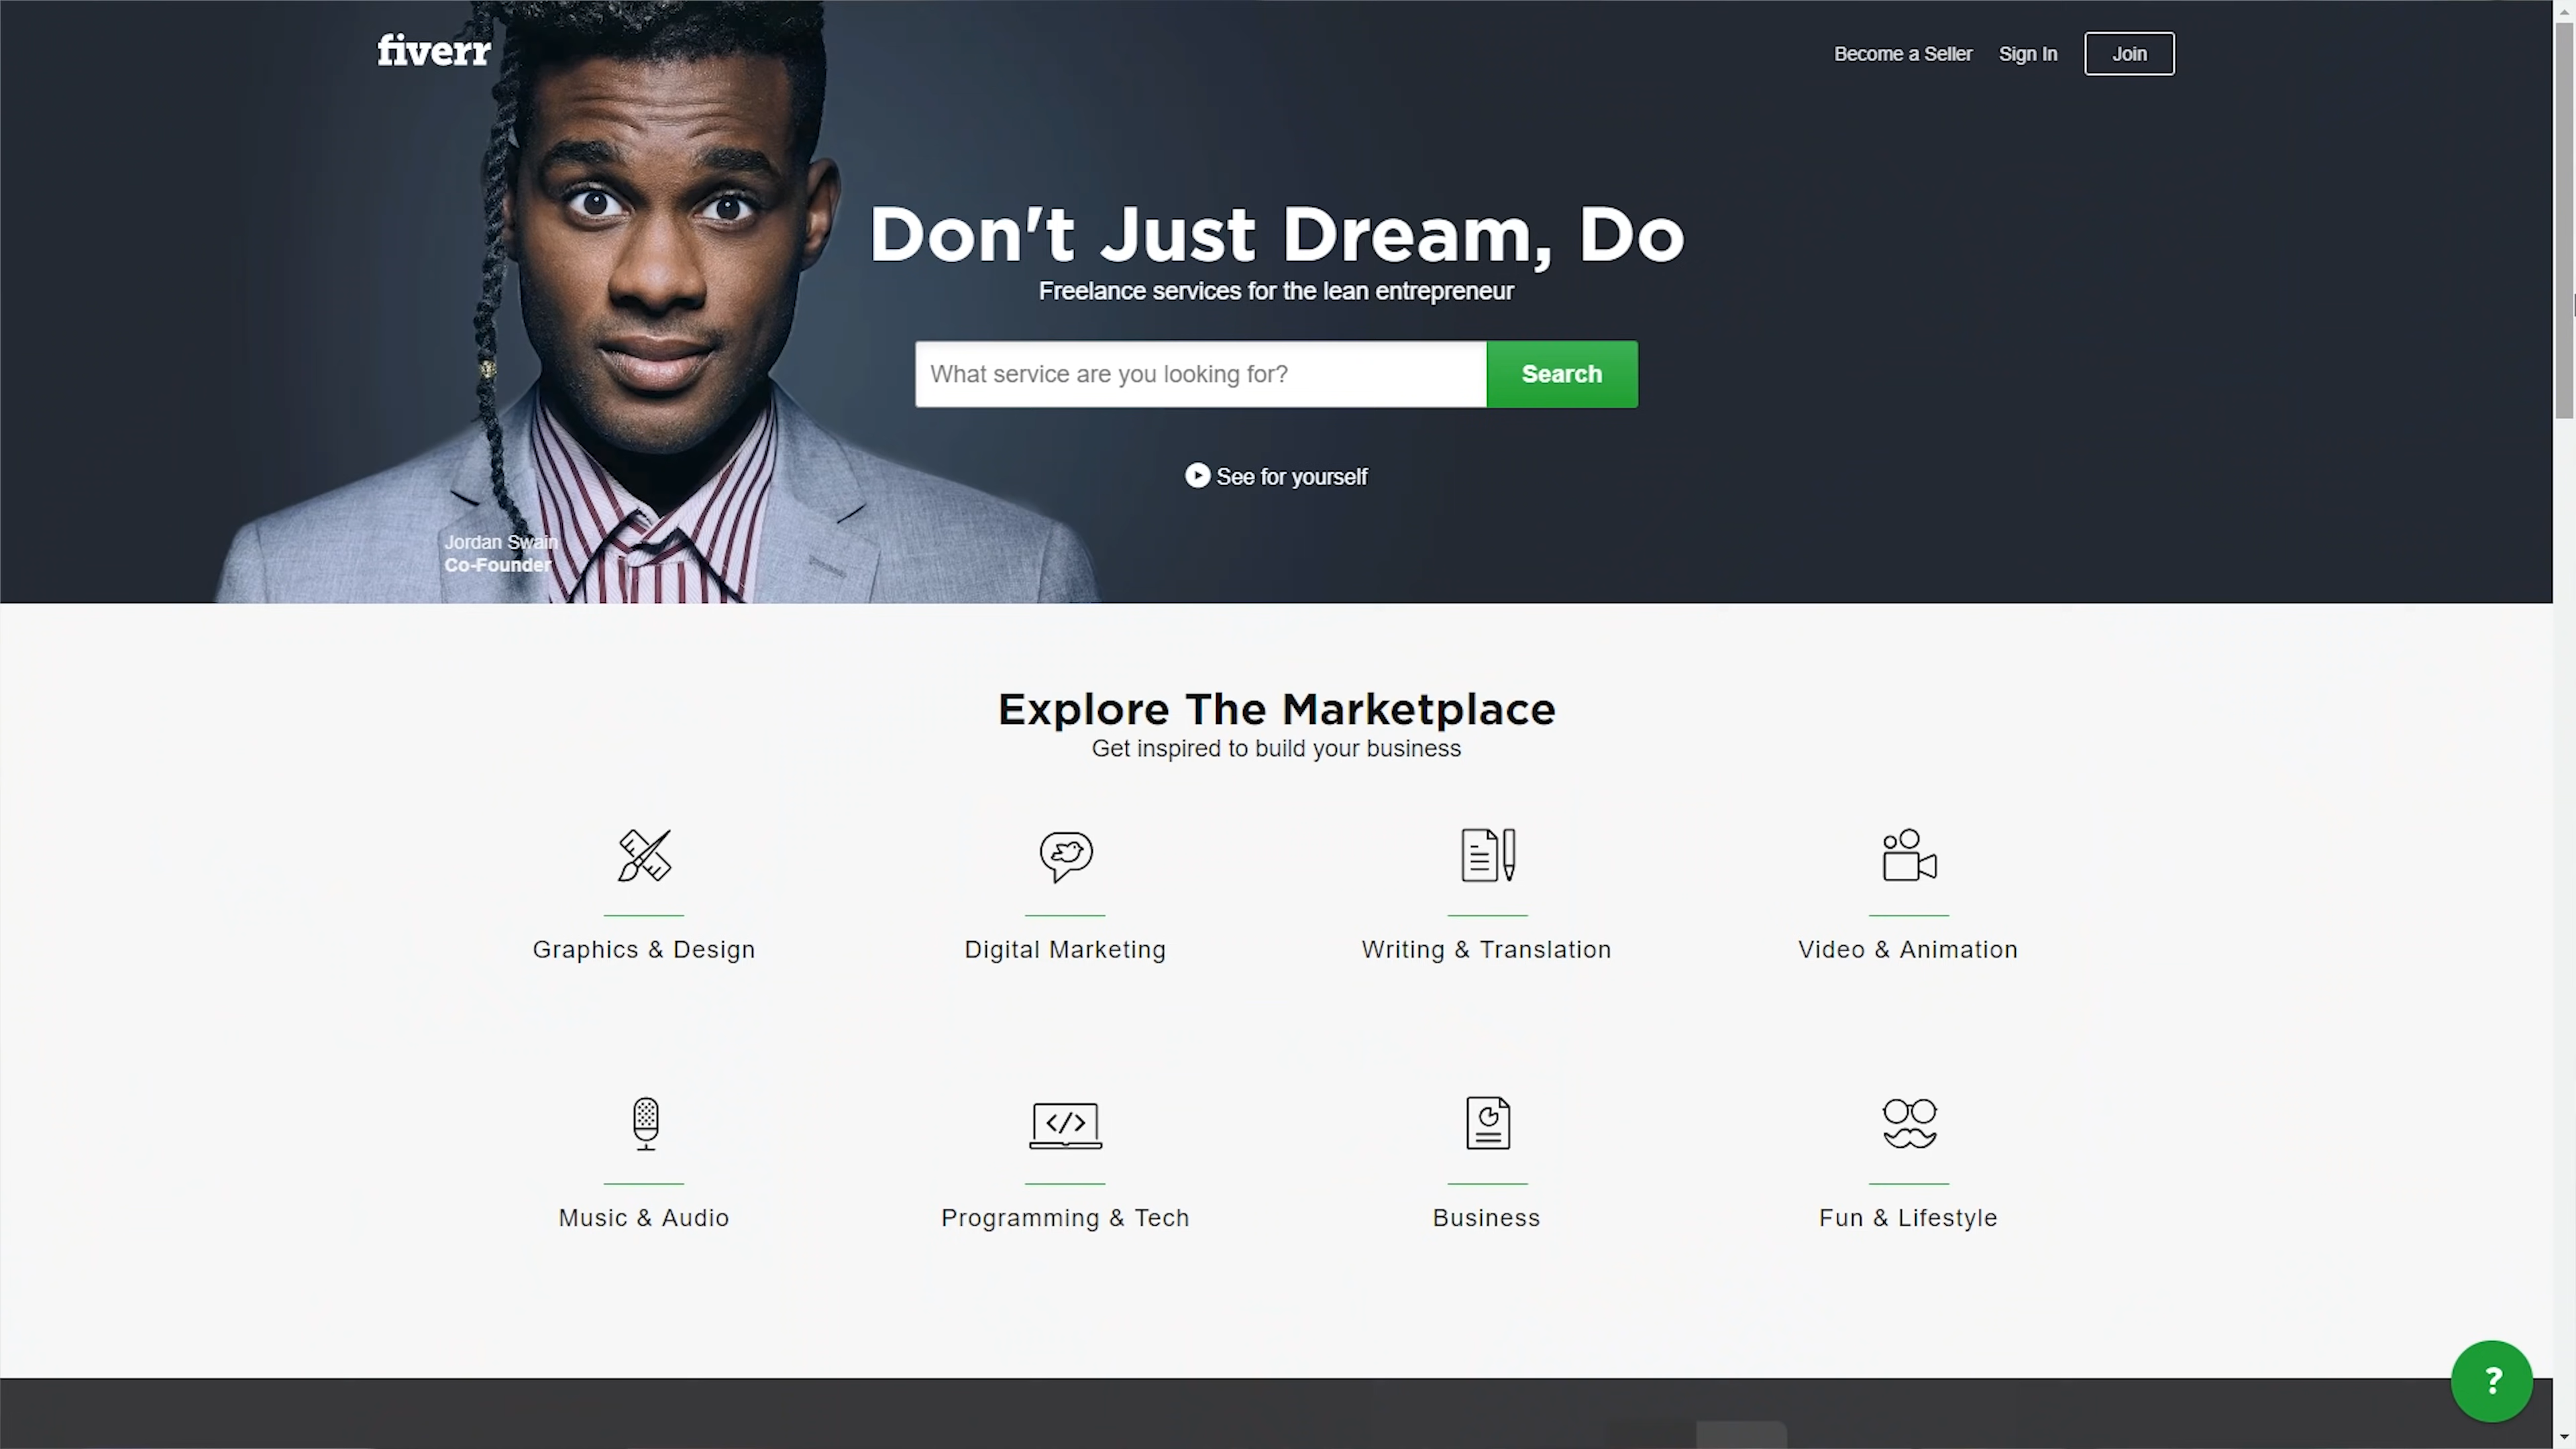 fiverr
Become a Seller Sign In Join
Don't Just Dream, Do
Freelance services for the lean entrepreneur
What service are you looking for? Search
See for yourself
Jordan Swain
Co-Founder
Explore The Marketplace
Get inspired to build your business
Graphics & Design Digital Marketing Writing & Translation Video & Animation
Music & Audio Programming & Tech Business Fun & Lifestyle
?